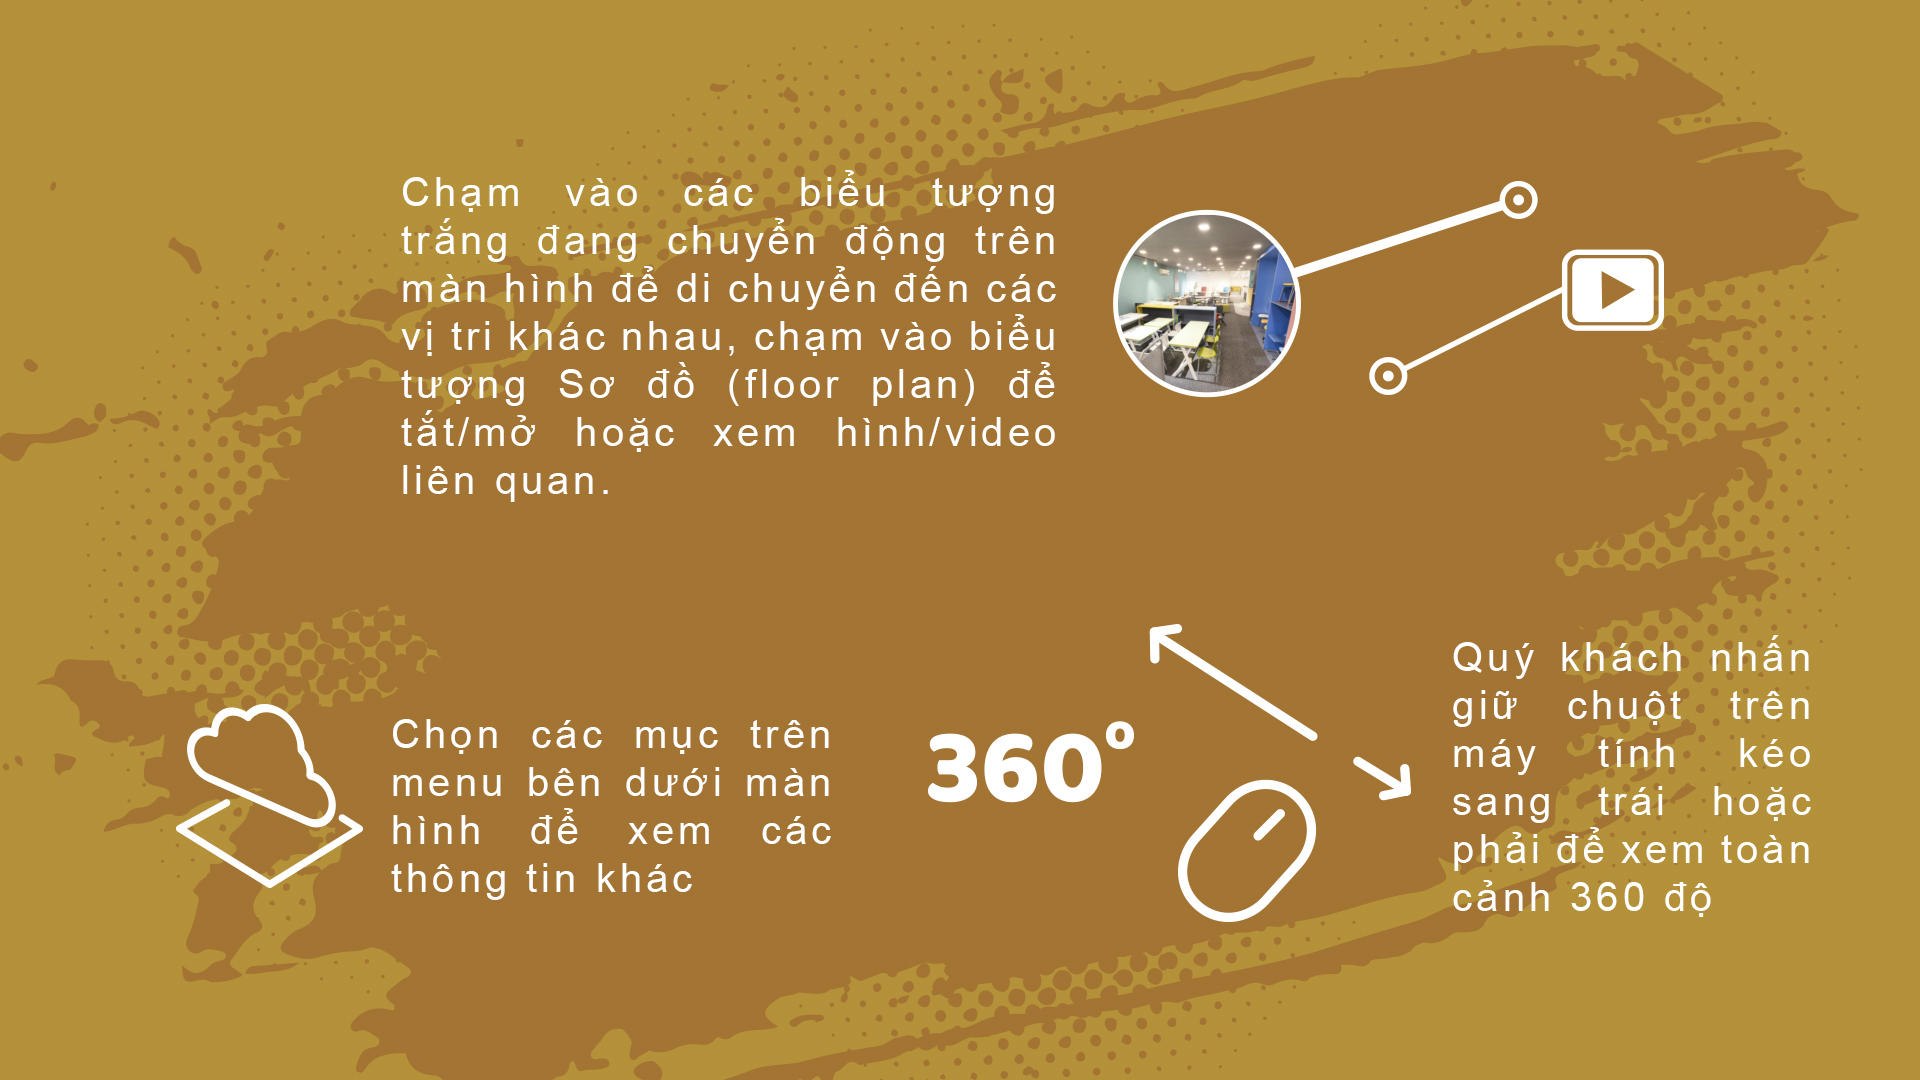 Chạm vào các biểu tượng
trắng đang chuyển động trên
màn hình để di chuyển đến các
vị tri khác nhau, chạm vào biểu
tượng Sơ đồ (floor plan) để
tắt/mở hoặc xem hình/video
liên quan.
Chọn các mục trên
menu bên dưới màn
hình để xem các
thông tin khác
360°
Quý khách nhấn
giữ chuột trên
máy tính kéo
sang trái hoặc
phải để xem toàn
cảnh 360 độ